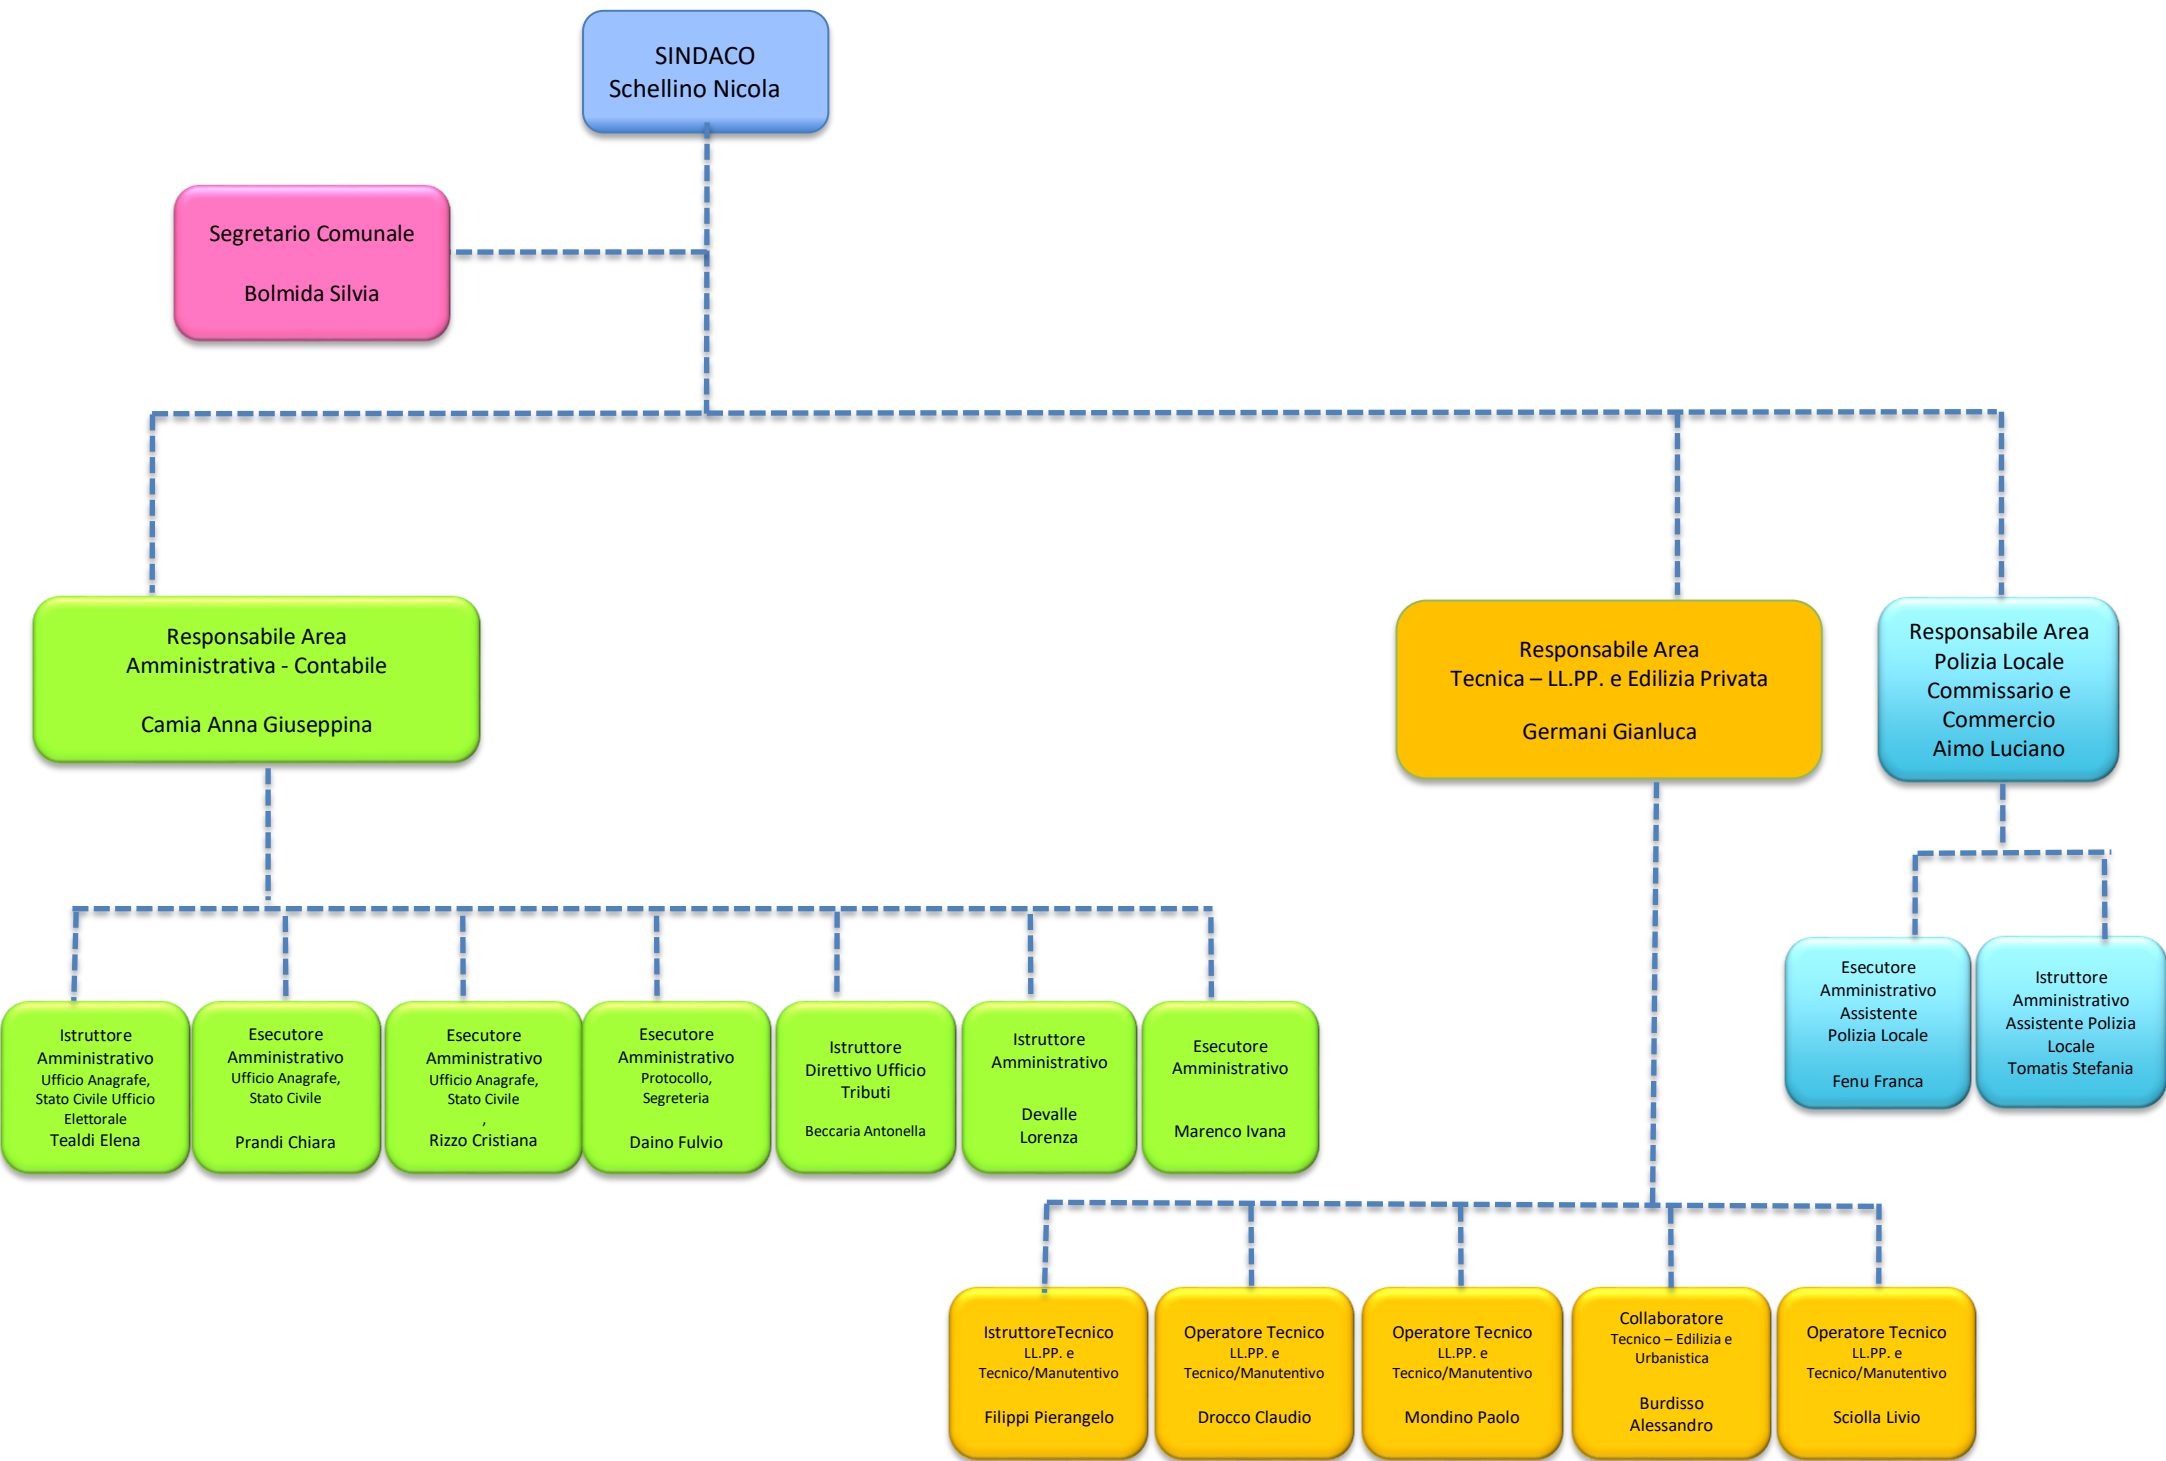 SINDACO
Schellino Nicola
Segretario Comunale
Bolmida Silvia
Responsabile Area
Amministrativa - Contabile
Camia Anna Giuseppina
Responsabile Area
Tecnica – LL.PP. e Edilizia Privata
Germani Gianluca
Responsabile Area
Polizia Locale
Commissario e
Commercio
Aimo Luciano
Istruttore
Amministrativo
Ufficio Anagrafe,
Stato Civile Ufficio
Elettorale
Tealdi Elena
Esecutore
Amministrativo
Ufficio Anagrafe,
Stato Civile
Prandi Chiara
Esecutore
Amministrativo
Ufficio Anagrafe,
Stato Civile
,
Rizzo Cristiana
Esecutore
Amministrativo
Protocollo,
Segreteria
Daino Fulvio
Istruttore
Direttivo Ufficio
Tributi
Beccaria Antonella
Istruttore
Amministrativo
Devalle
Lorenza
Esecutore
Amministrativo
Marenco Ivana
Esecutore
Amministrativo
Assistente
Polizia Locale
Fenu Franca
Istruttore
Amministrativo
Assistente Polizia
Locale
Tomatis Stefania
IstruttoreTecnico
LL.PP. e
Tecnico/Manutentivo
Filippi Pierangelo
Operatore Tecnico
LL.PP. e
Tecnico/Manutentivo
Drocco Claudio
Operatore Tecnico
LL.PP. e
Tecnico/Manutentivo
Mondino Paolo
Collaboratore
Tecnico – Edilizia e
Urbanistica
Burdisso
Alessandro
Operatore Tecnico
LL.PP. e
Tecnico/Manutentivo
Sciolla Livio